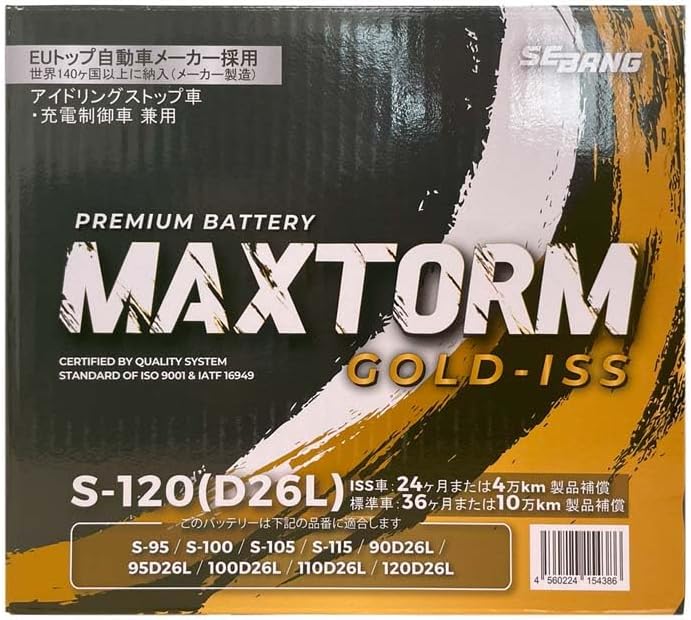 EUトップ自動車メーカー採用
世界140ヶ国以上に納入(メーカー製造)
アイドリングストップ車
・充電制御車 兼用
SEBANG
PREMIUM BATTERY
MAXTORM
GOLD-ISS
CERTIFIED BY QUALITY SYSTEM
STANDARD OF ISO 9001 & IATF 16949
S-120(D26L)
ISS車:24ヶ月または4万km 製品補償
標準車:36ヶ月または10万km 製品補償
このバッテリーは下記の品番に適合します
S-95 / S-100 / S-105 / S-115 / 90D26L /
95D26L / 100D26L / 110D26L / 120D26L
4 560224 154386